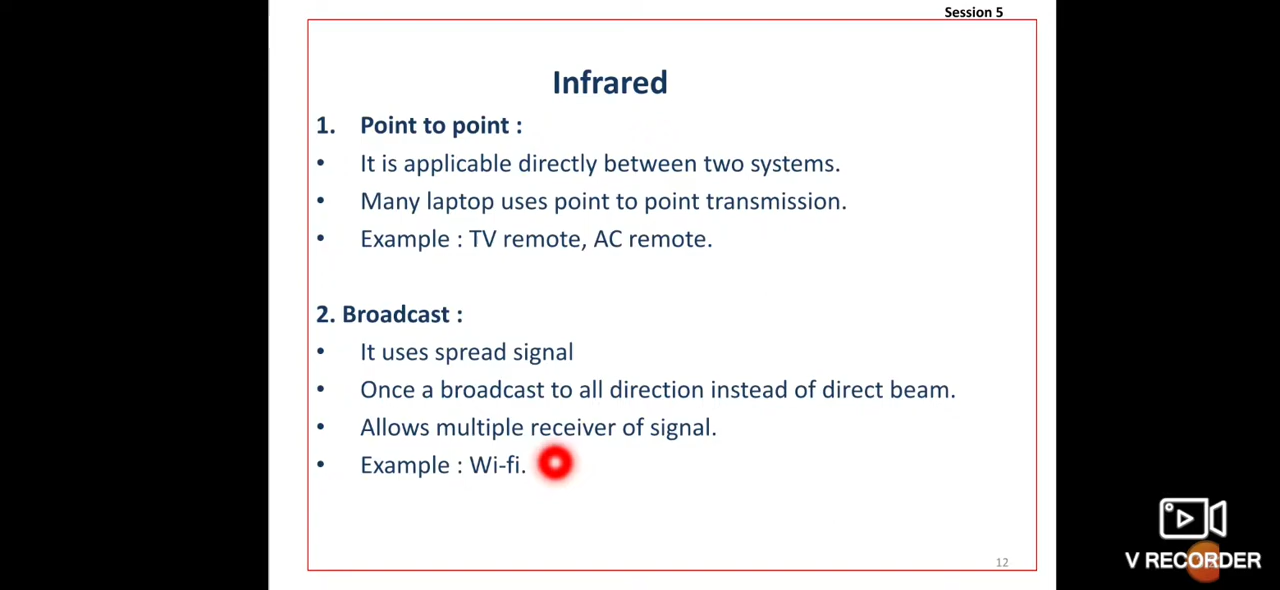 Session 5
Infrared
1. Point to point :
• It is applicable directly between two systems.
• Many laptop uses point to point transmission.
• Example : TV remote, AC remote.
2. Broadcast :
• It uses spread signal
• Once a broadcast to all direction instead of direct beam.
• Allows multiple receiver of signal.
• Example : Wi-fi.
12
V RECORDER